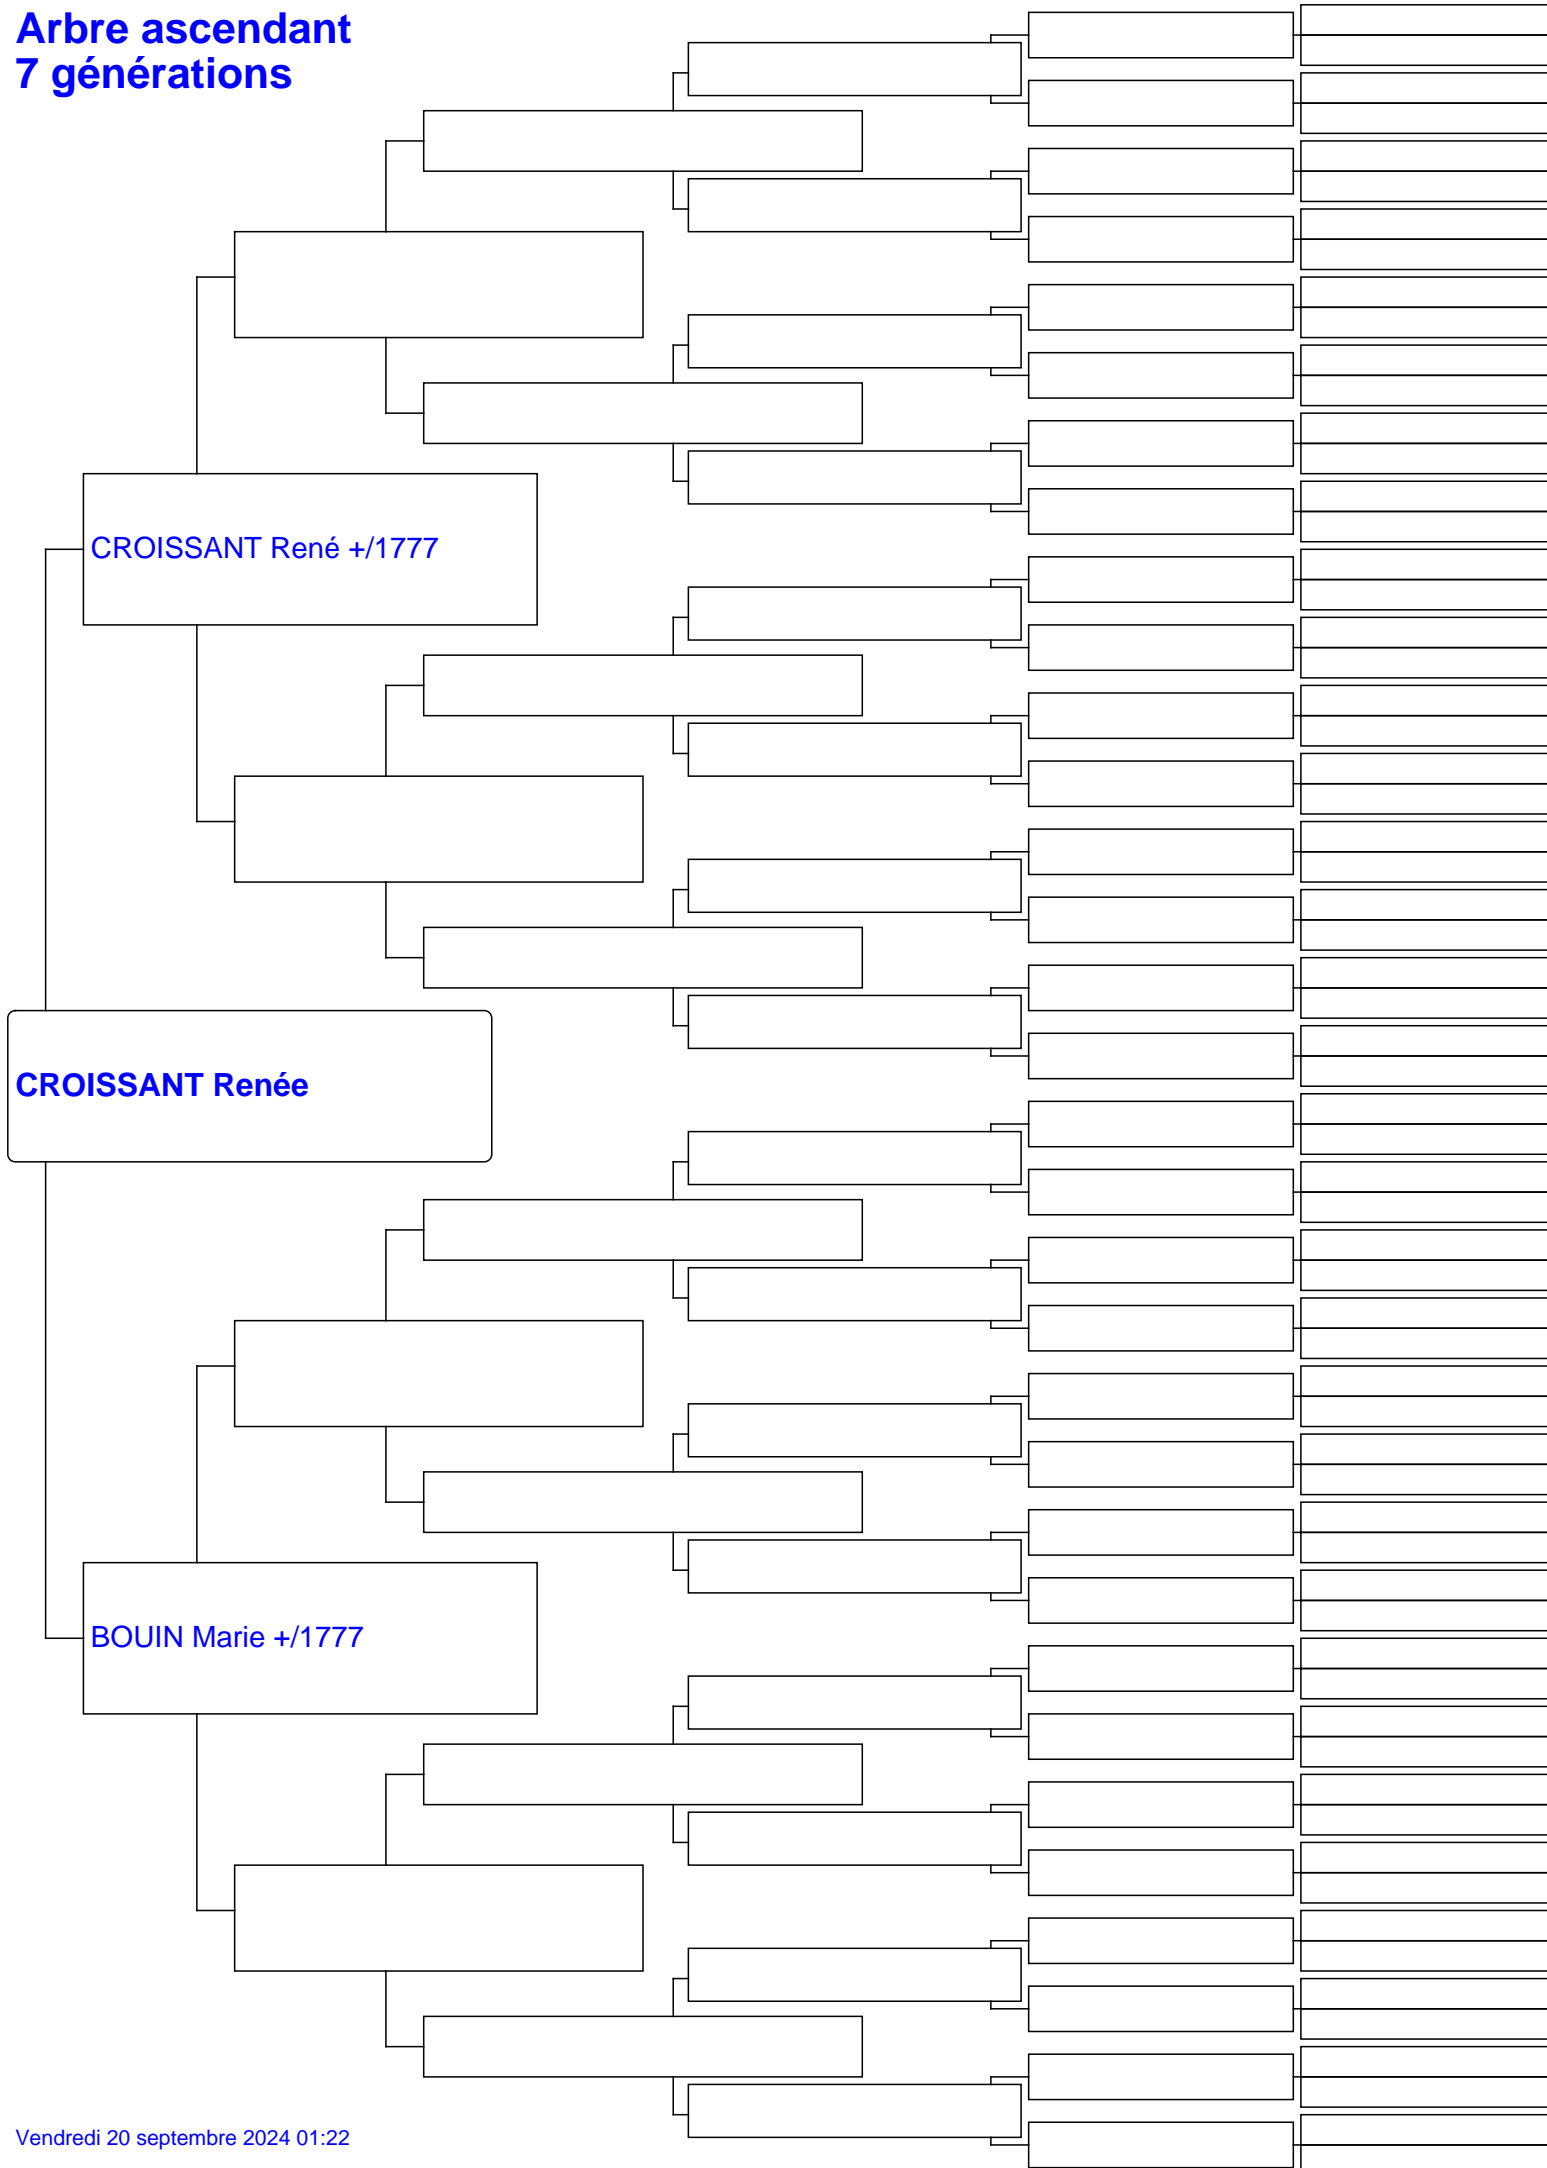 Arbre ascendant
7 générations
CROISSANT René +/1777
CROISSANT Renée
BOUIN Marie +/1777
Vendredi 20 septembre 2024 01:22